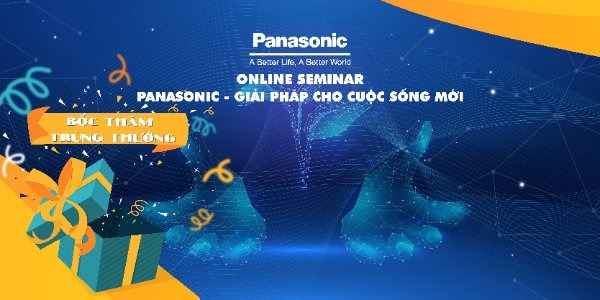 Panasonic
A Better Life, A Better World
ONLINE SEMINAR
PANASONIC - GIẢI PHÁP CHO CUỘC SỐNG MỚI
BỐC THĂM
TRÚNG THƯỞNG